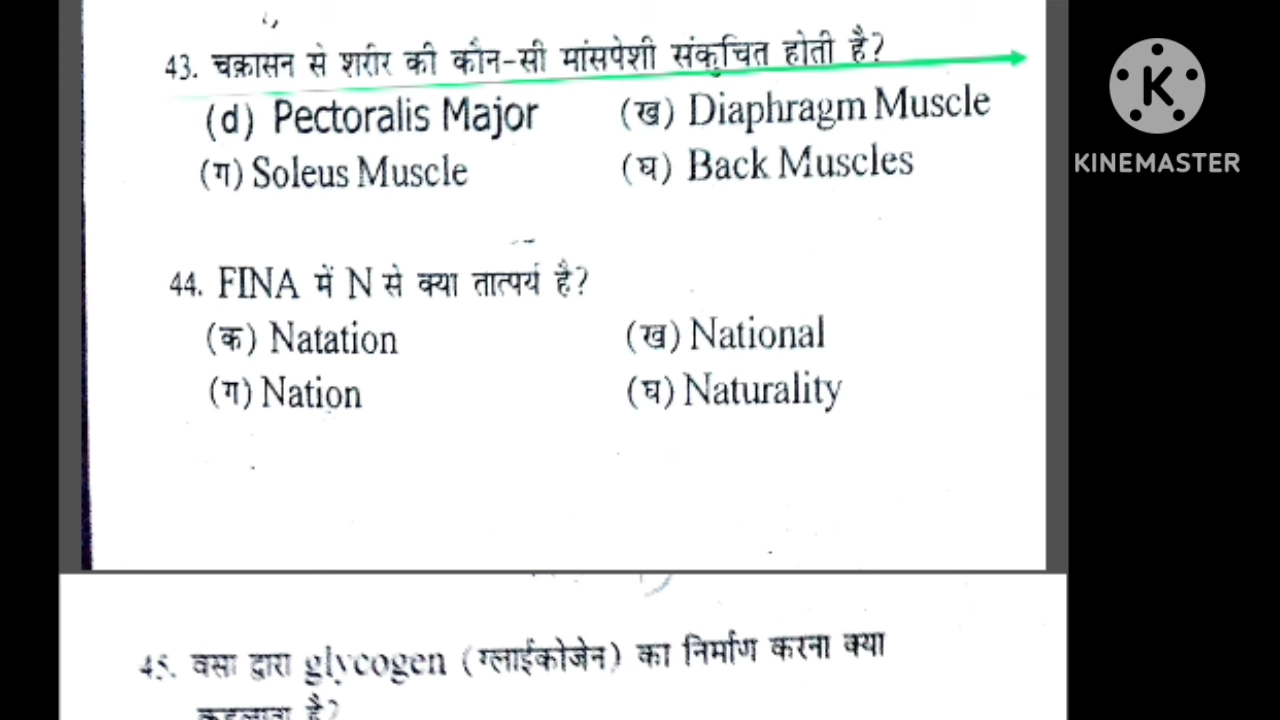 43. चक्रासन से शरीर की कौन-सी मांसपेशी संकुचित होती है?
(d) Pectoralis Major (ख) Diaphragm Muscle
(ग) Soleus Muscle (घ) Back Muscles
44. FINA में N से क्या तात्पर्य है?
(क) Natation (ख) National
(ग) Nation (घ) Naturality
45. वसा द्वारा glycogen (ग्लाईकोजेन) का निर्माण करना क्या
कहलाता है?
K
KINEMASTER